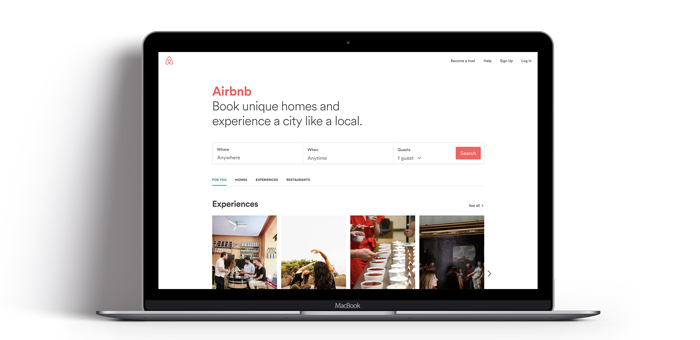 Become a host Help Sign Up Log In
Airbnb
Book unique homes and
experience a city like a local.
Where When Guests
Anywhere Anytime 1 guest
Search
FOR YOU HOMES EXPERIENCES RESTAURANTS
Experiences
See all
MacBook